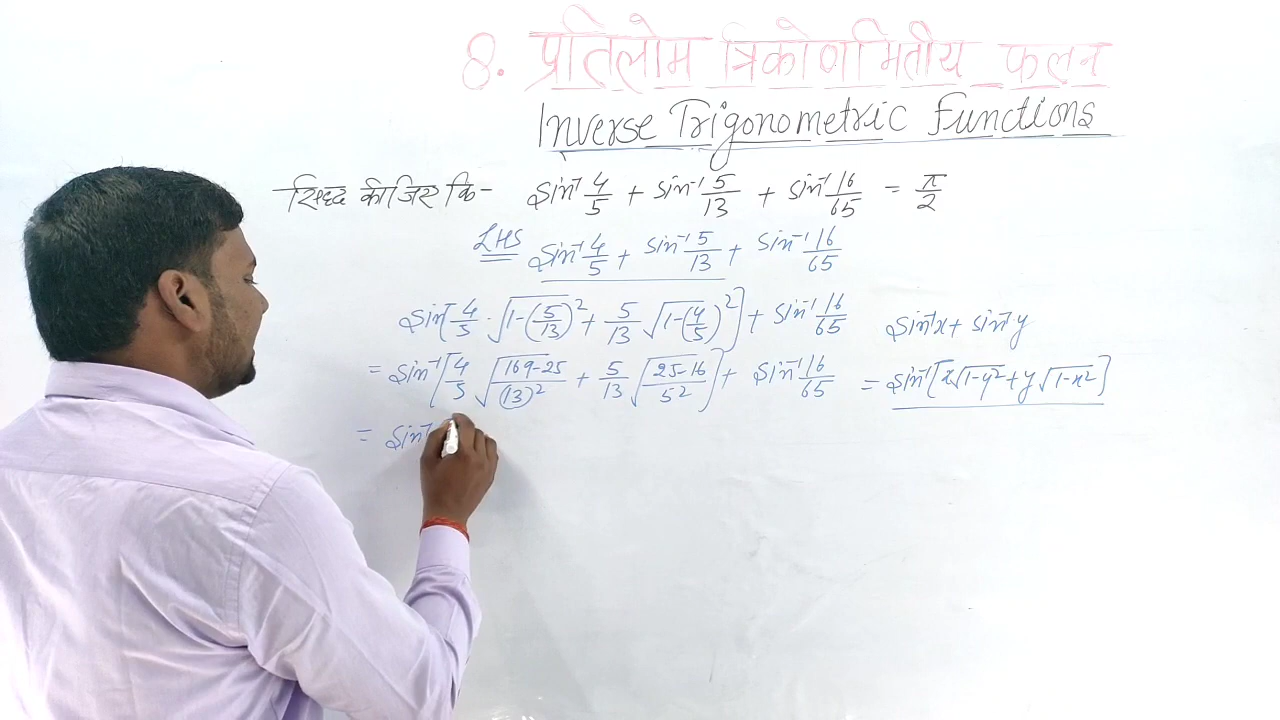 8. प्रतिलोम त्रिकोणमितीय फलन
Inverse Trigonometric Functions
सिद्ध कीजिए कि- sin⁻¹ 4/5 + sin⁻¹ 5/13 + sin⁻¹ 16/65 = π/2
LHS sin⁻¹ 4/5 + sin⁻¹ 5/13 + sin⁻¹ 16/65
sin⁻¹[4/5 · √1-(5/13)² + 5/13 √1-(4/5)²] + sin⁻¹ 16/65
sin⁻¹x + sin⁻¹y
= sin⁻¹[4/5 √(169-25)/(13)² + 5/13 √(25-16)/5²] + sin⁻¹ 16/65
= sin⁻¹[x√1-y² + y√1-x²]
= sin⁻¹